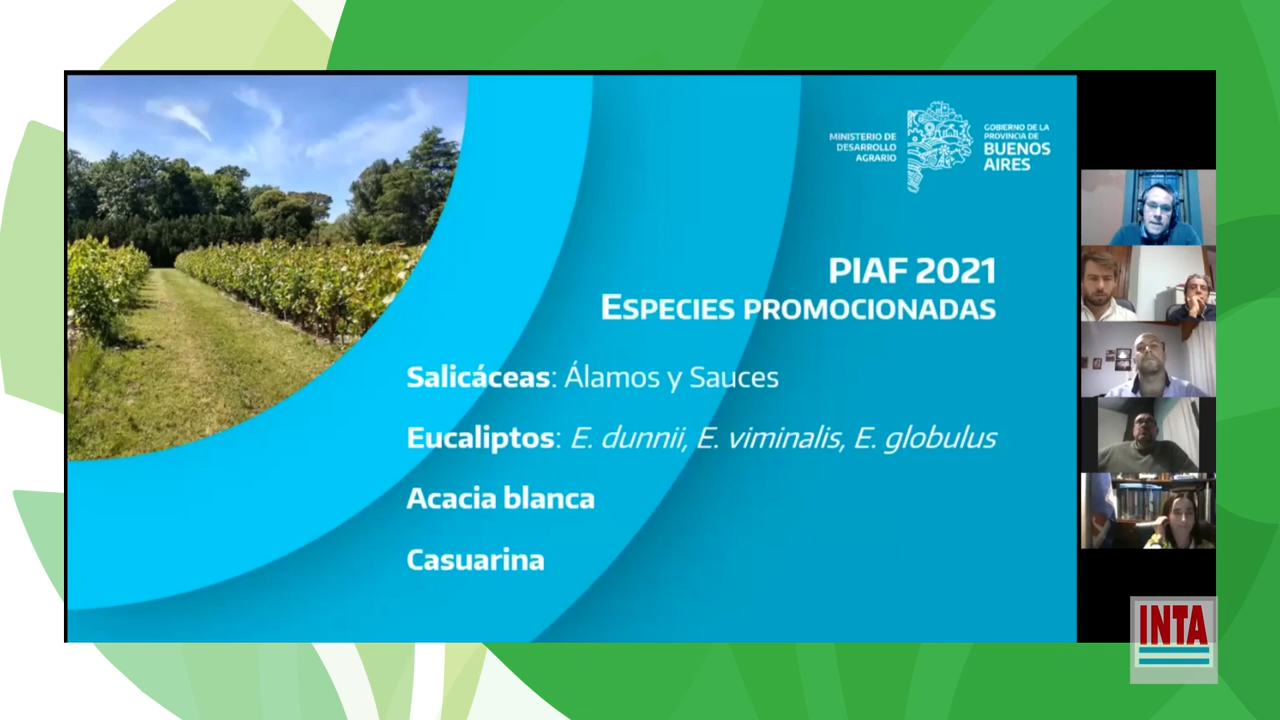 MINISTERIO DE
DESARROLLO
AGRARIO
GOBIERNO DE LA
PROVINCIA DE
BUENOS
AIRES
PIAF 2021
ESPECIES PROMOCIONADAS
Salicáceas: Álamos y Sauces
Eucaliptos: E. dunnii, E. viminalis, E. globulus
Acacia blanca
Casuarina
INTA